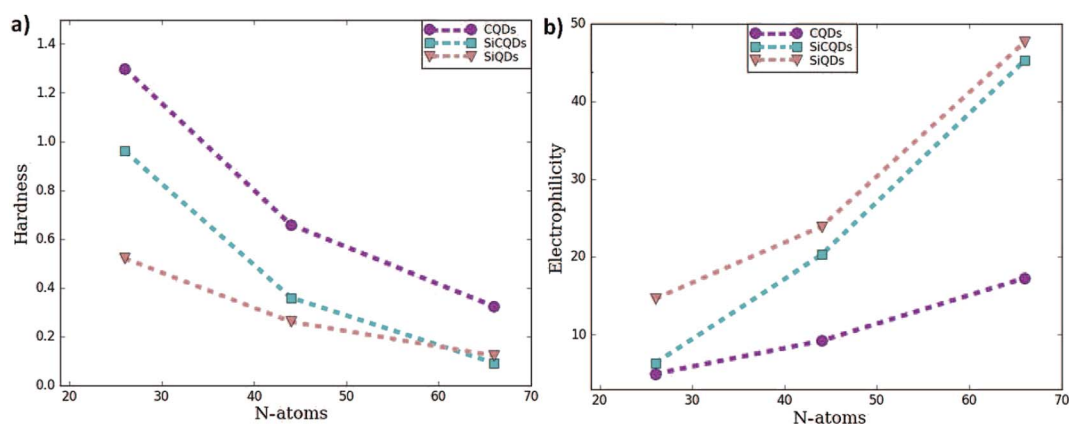 a)
1.4
1.2
1.0
0.8
0.6
0.4
0.2
0.0
Hardness
20 30 40 50 60 70
N-atoms
CQDs
SiCQDs
SiQDs
b)
50
40
30
20
10
Electrophilicity
20 30 40 50 60 70
N-atoms
CQDs
SiCQDs
SiQDs